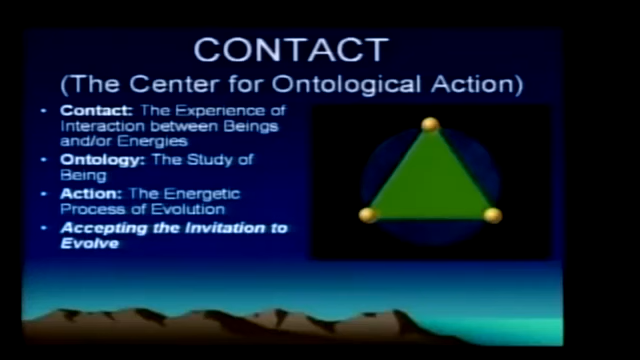 CONTACT
(The Center for Ontological Action)
• Contact: The Experience of
Interaction between Beings
and/or Energies
• Ontology: The Study of
Being
• Action: The Energetic
Process of Evolution
• Accepting the Invitation to
Evolve